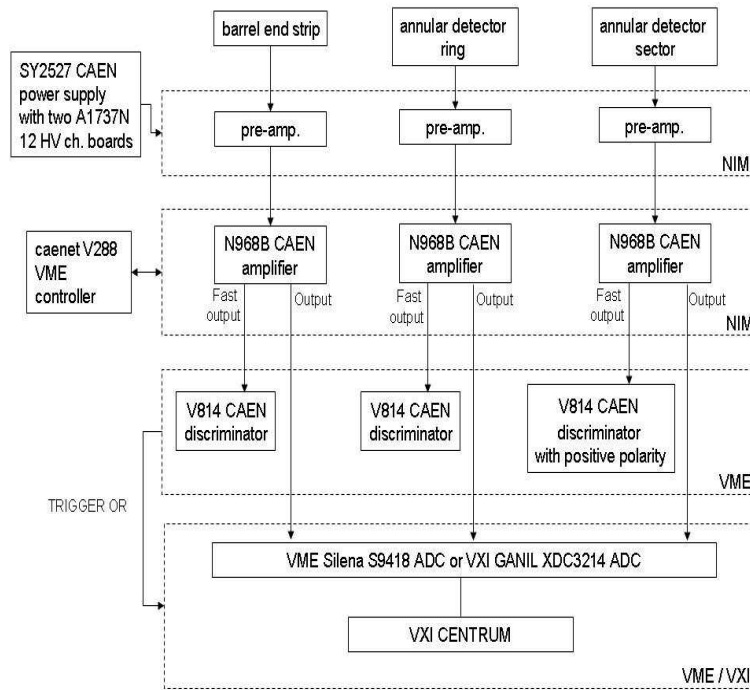 barrel end strip
annular detector
ring
annular detector
sector
SY2527 CAEN
power supply
with two A1737N
12 HV ch. boards
pre-amp.
pre-amp.
pre-amp.
NIM
caenet V288
VME
controller
N968B CAEN
amplifier
N968B CAEN
amplifier
N968B CAEN
amplifier
Fast
output
Output
Fast
output
Output
Fast
output
Output
NIM
V814 CAEN
discriminator
V814 CAEN
discriminator
V814 CAEN
discriminator
with positive polarity
VME
TRIGGER OR
VME Silena S9418 ADC or VXI GANIL XDC3214 ADC
VXI CENTRUM
VME / VXI